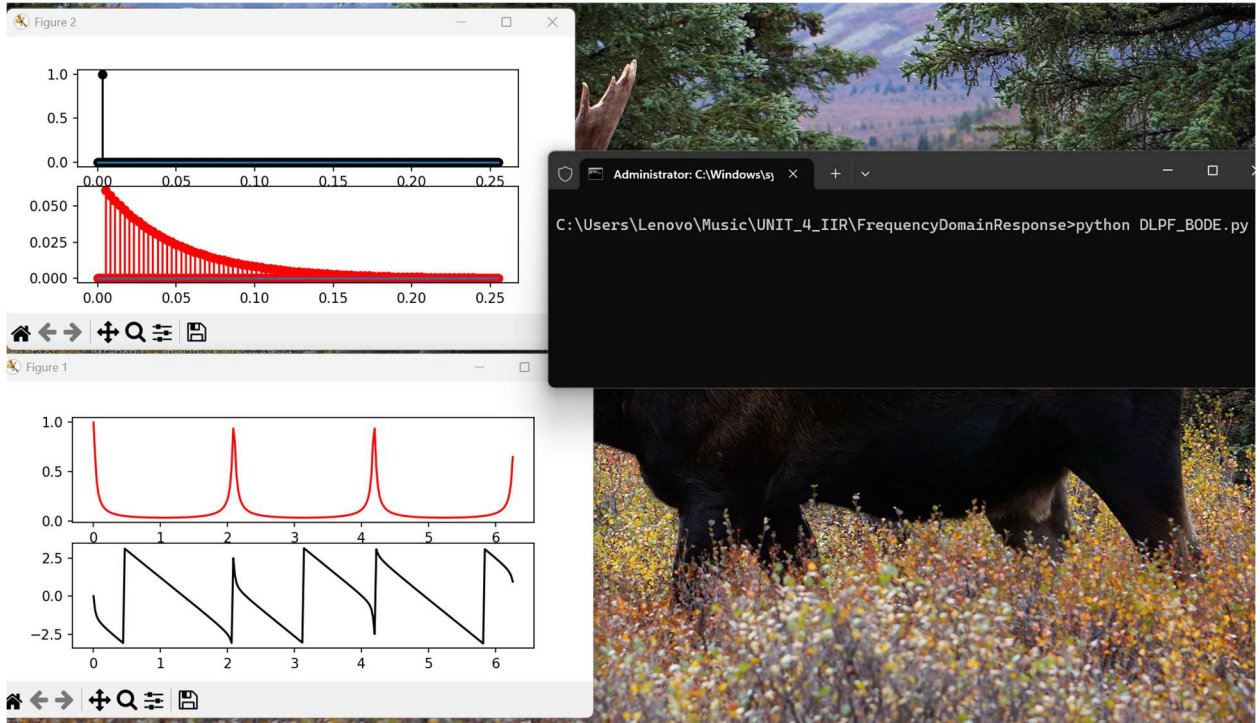 Figure 2
1.0
0.5
0.0
0.00 0.05 0.10 0.15 0.20 0.25
0.050
0.025
0.000
0.00 0.05 0.10 0.15 0.20 0.25
Administrator: C:\Windows\sy
C:\Users\Lenovo\Music\UNIT_4_IIR\FrequencyDomainResponse>python DLPF_BODE.py
Figure 1
1.0
0.5
0.0
0 1 2 3 4 5 6
2.5
0.0
−2.5
0 1 2 3 4 5 6